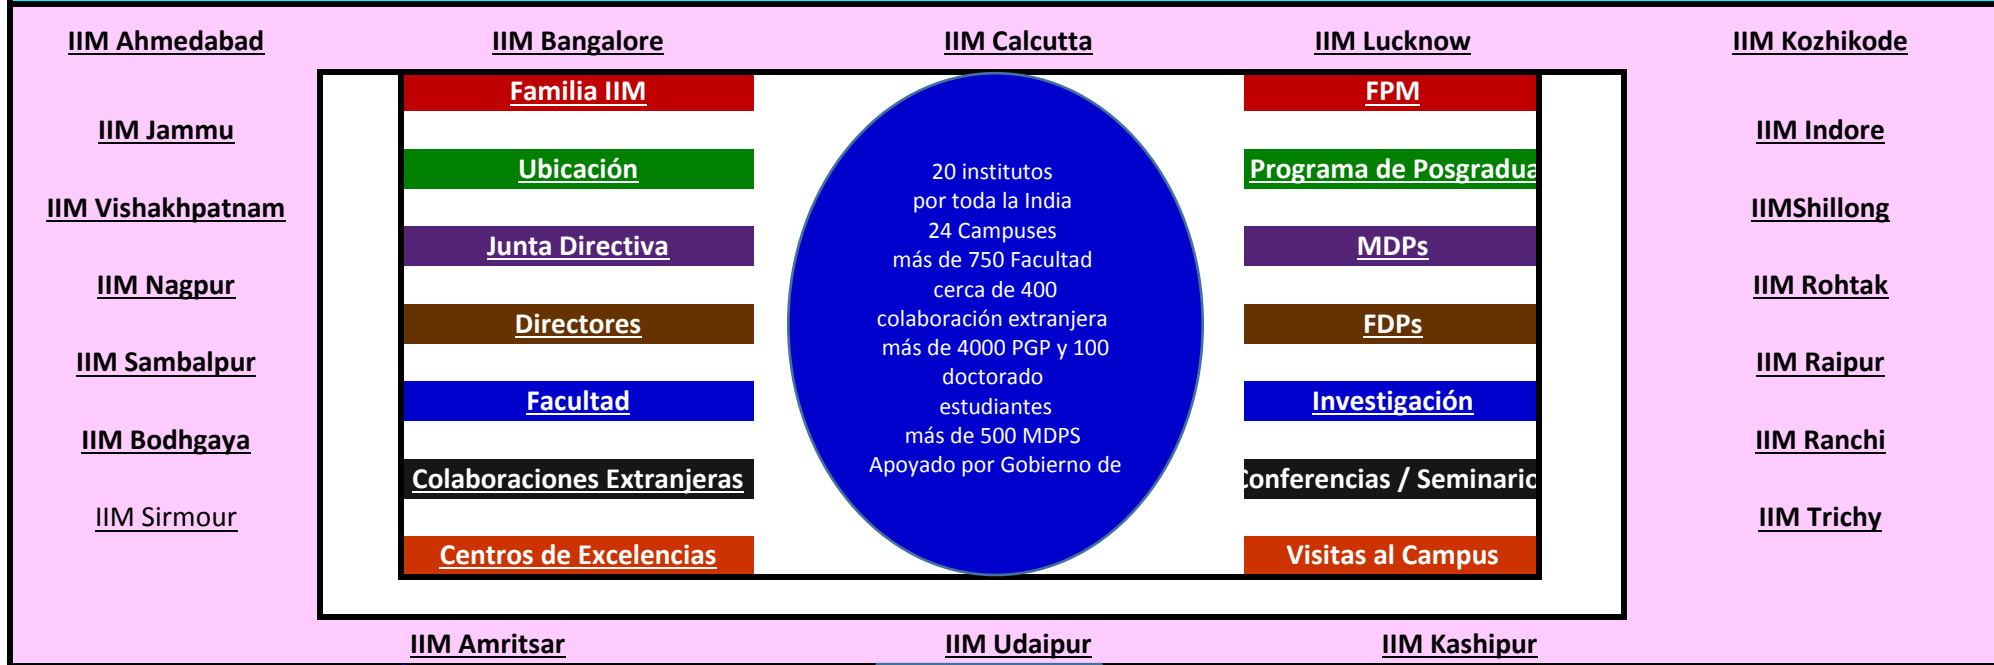 IIM Ahmedabad
IIM Bangalore
IIM Calcutta
IIM Lucknow
IIM Kozhikode
IIM Jammu
IIM Vishakhpatnam
IIM Nagpur
IIM Sambalpur
IIM Bodhgaya
IIM Sirmour
Familia IIM
Ubicación
Junta Directiva
Directores
Facultad
Colaboraciones Extranjeras
Centros de Excelencias
20 institutos
por toda la India
24 Campuses
más de 750 Facultad
cerca de 400
colaboración extranjera
más de 4000 PGP y 100
doctorado
estudiantes
más de 500 MDPS
Apoyado por Gobierno de
FPM
Programa de Posgradua
MDPs
FDPs
Investigación
Conferencias / Seminario
Visitas al Campus
IIM Indore
IIMShillong
IIM Rohtak
IIM Raipur
IIM Ranchi
IIM Trichy
IIM Amritsar
IIM Udaipur
IIM Kashipur